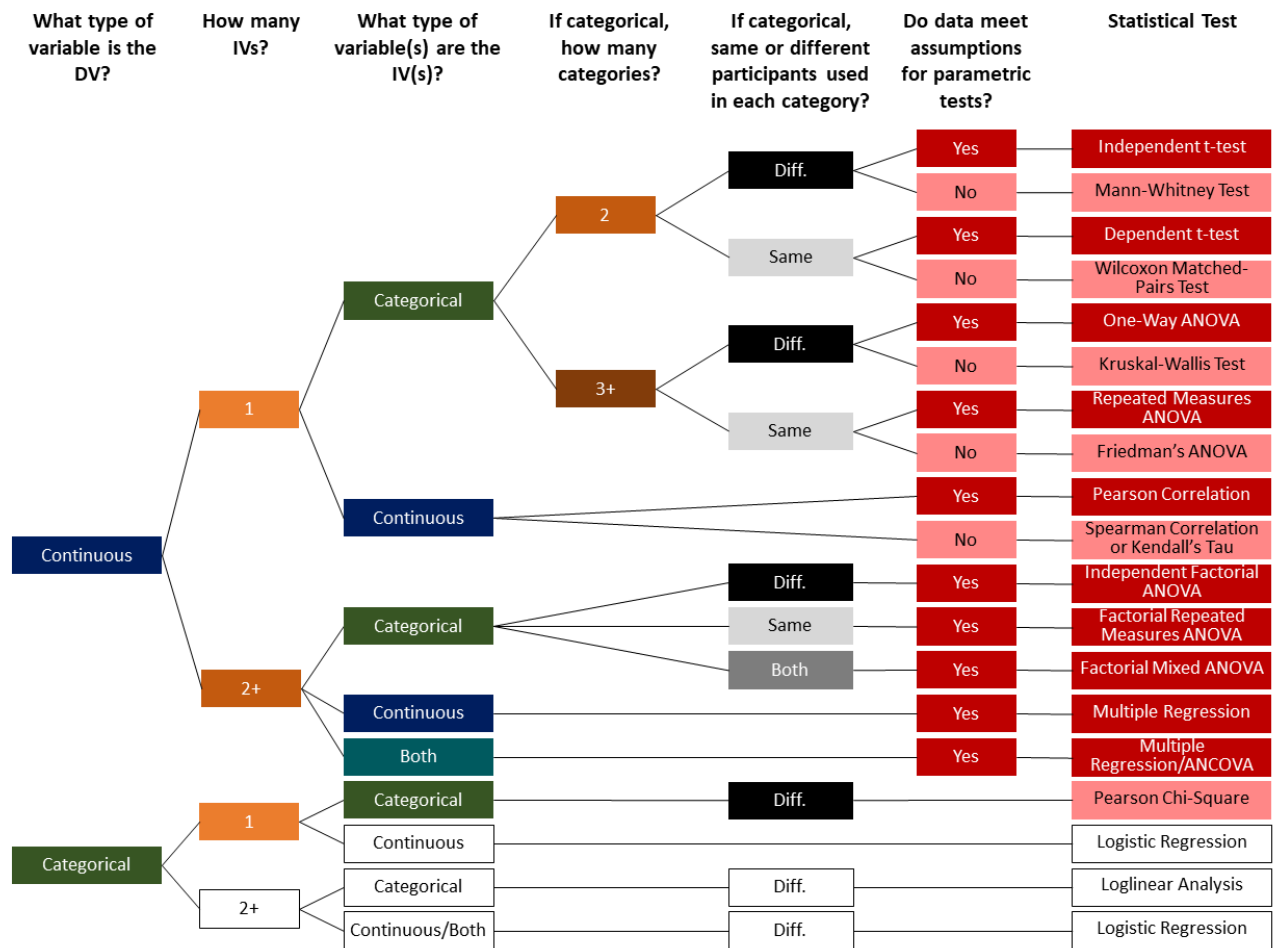 What type of
variable is the
DV?
How many
IVs?
What type of
variable(s) are the
IV(s)?
If categorical,
how many
categories?
If categorical,
same or different
participants used
in each category?
Do data meet
assumptions
for parametric
tests?
Statistical Test
Continuous
1
Categorical
2
Diff.
Yes
Independent t-test
No
Mann-Whitney Test
Same
Yes
Dependent t-test
No
Wilcoxon Matched-
Pairs Test
3+
Diff.
Yes
One-Way ANOVA
No
Kruskal-Wallis Test
Same
Yes
Repeated Measures
ANOVA
No
Friedman's ANOVA
Continuous
Yes
Pearson Correlation
No
Spearman Correlation
or Kendall's Tau
2+
Categorical
Diff.
Yes
Independent Factorial
ANOVA
Same
Yes
Factorial Repeated
Measures ANOVA
Both
Yes
Factorial Mixed ANOVA
Continuous
Yes
Multiple Regression
Both
Yes
Multiple
Regression/ANCOVA
Categorical
1
Categorical
Diff.
Pearson Chi-Square
Continuous
Logistic Regression
2+
Categorical
Diff.
Loglinear Analysis
Continuous/Both
Diff.
Logistic Regression